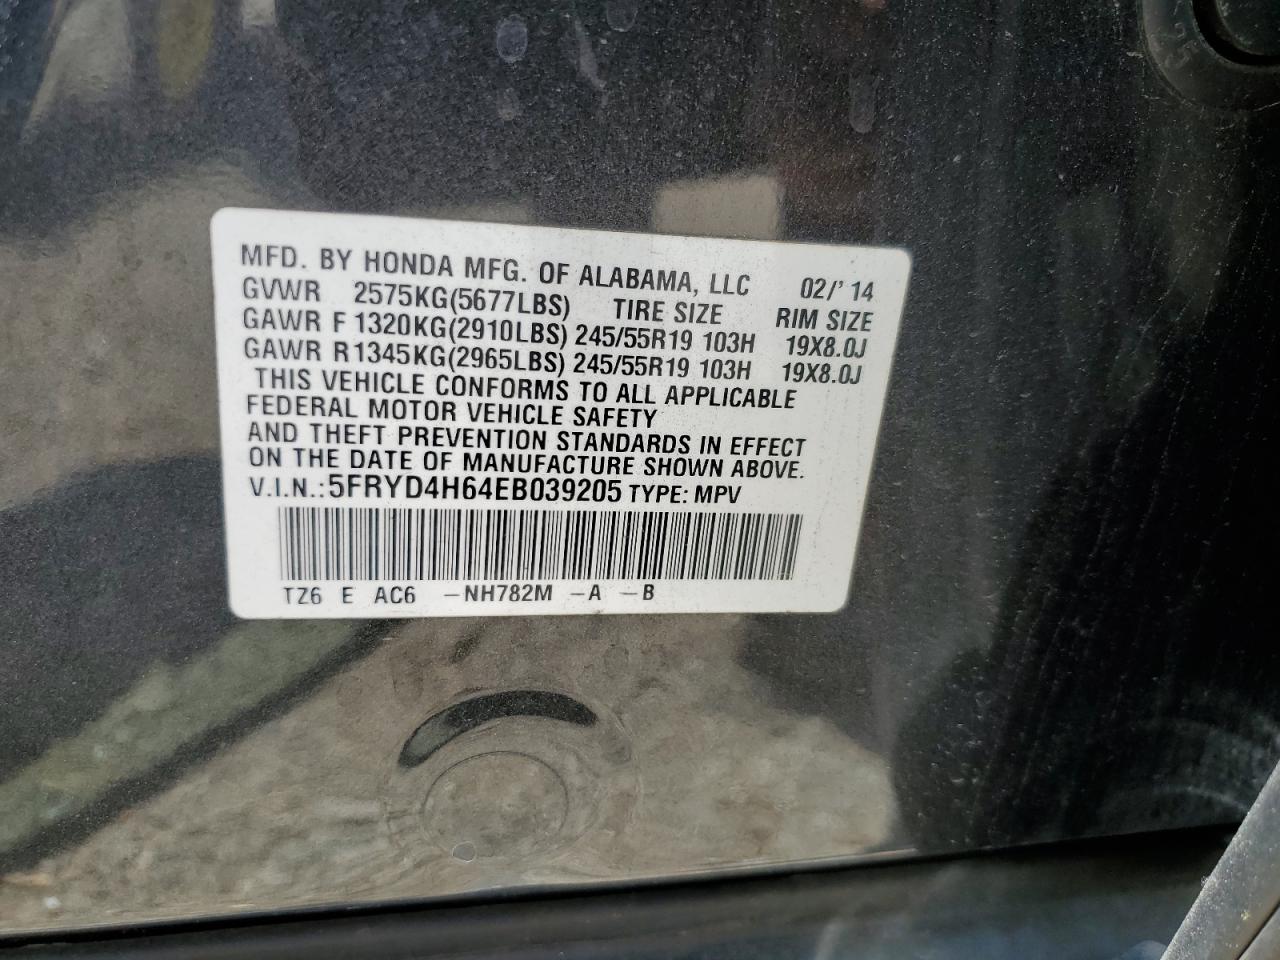 MFD. BY HONDA MFG. OF ALABAMA, LLC 02/' 14
GVWR 2575KG(5677LBS) TIRE SIZE RIM SIZE
GAWR F 1320KG(2910LBS) 245/55R19 103H 19X8.0J
GAWR R1345KG(2965LBS) 245/55R19 103H 19X8.0J
THIS VEHICLE CONFORMS TO ALL APPLICABLE
FEDERAL MOTOR VEHICLE SAFETY
AND THEFT PREVENTION STANDARDS IN EFFECT
ON THE DATE OF MANUFACTURE SHOWN ABOVE.
V.I.N.: 5FRYD4H64EB039205 TYPE: MPV
TZ6 E AC6 –NH782M –A –B